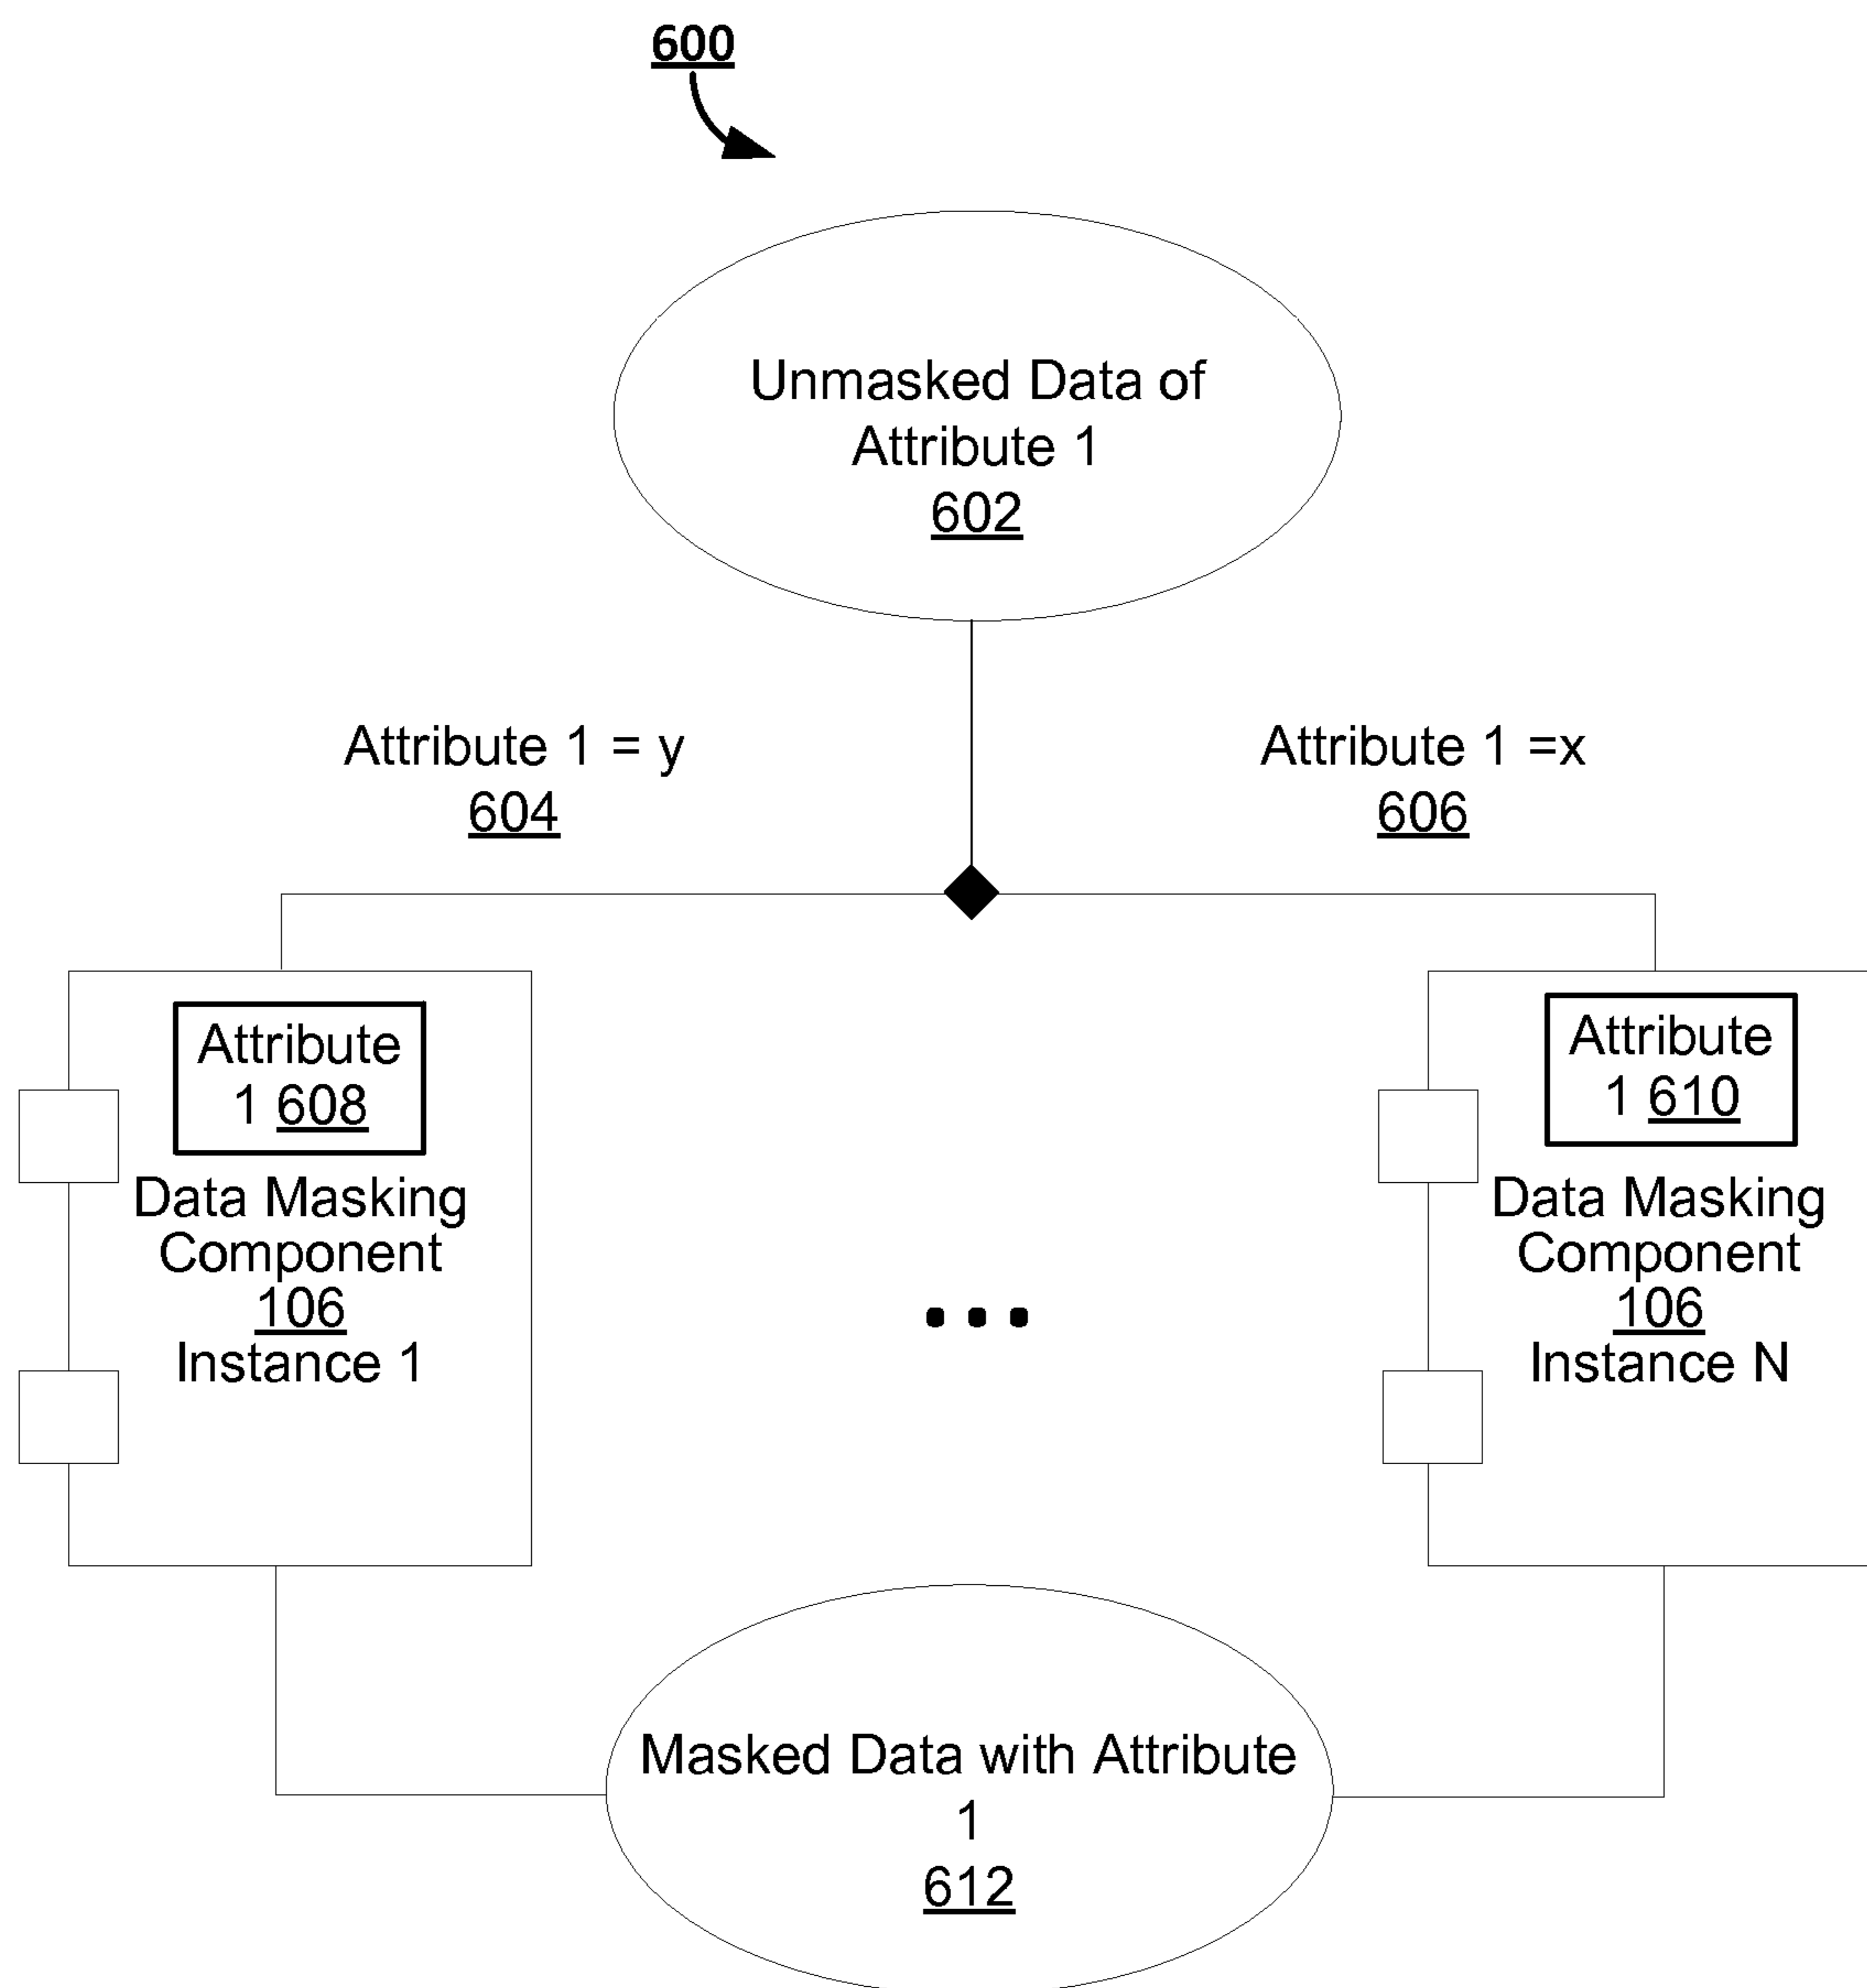 600
Unmasked Data of
Attribute 1
602
Attribute 1 = y
604
Attribute 1 =x
606
Attribute
1 608
Data Masking
Component
106
Instance 1
...
Attribute
1 610
Data Masking
Component
106
Instance N
Masked Data with Attribute
1
612